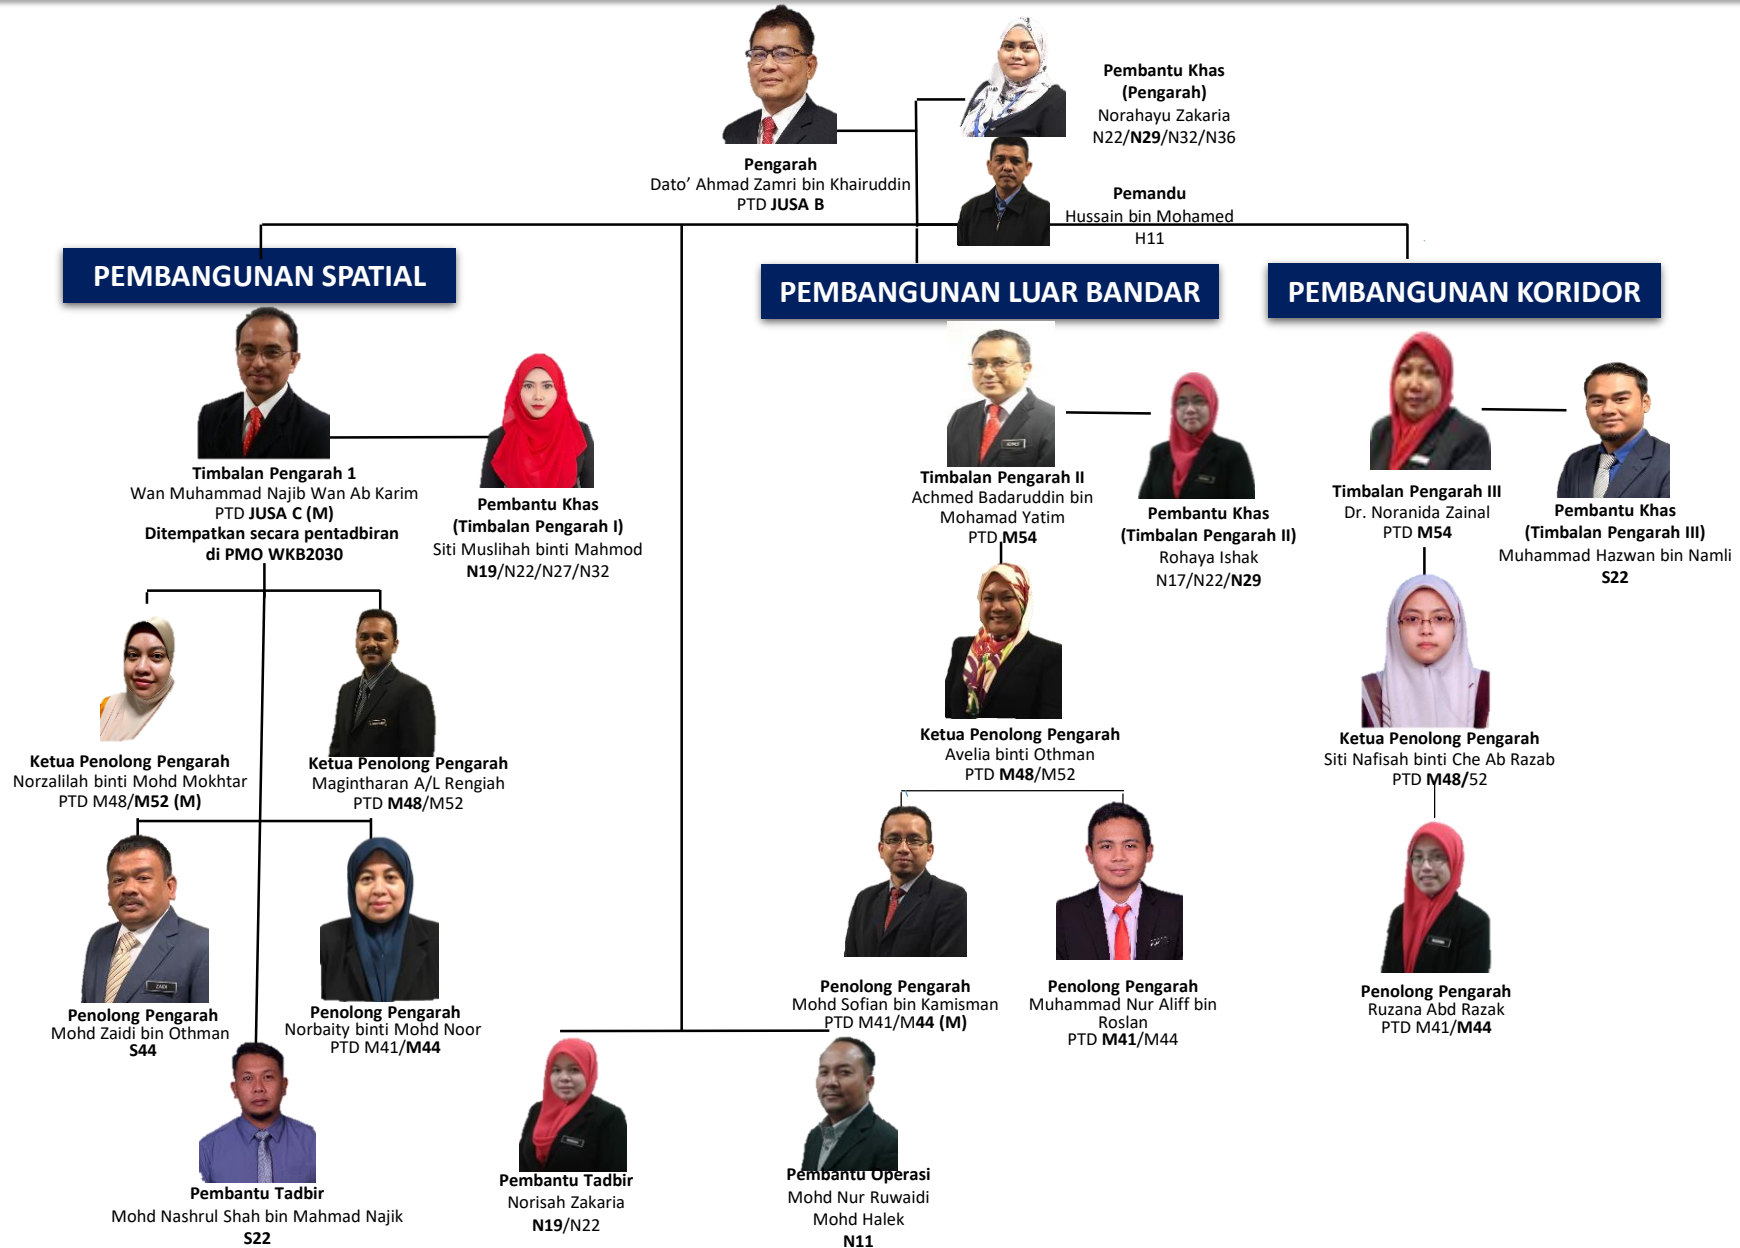 Pembantu Khas
(Pengarah)
Norahayu Zakaria
N22/N29/N32/N36
Pengarah
Dato’ Ahmad Zamri bin Khairuddin
PTD JUSA B
Pemandu
Hussain bin Mohamed
H11
PEMBANGUNAN SPATIAL
PEMBANGUNAN LUAR BANDAR
PEMBANGUNAN KORIDOR
Timbalan Pengarah 1
Wan Muhammad Najib Wan Ab Karim
PTD JUSA C (M)
Ditempatkan secara pentadbiran
di PMO WKB2030
Pembantu Khas
(Timbalan Pengarah I)
Siti Muslihah binti Mahmod
N19/N22/N27/N32
Timbalan Pengarah II
Achmed Badaruddin bin
Mohamad Yatim
PTD M54
Pembantu Khas
(Timbalan Pengarah II)
Rohaya Ishak
N17/N22/N29
Timbalan Pengarah III
Dr. Noranida Zainal
PTD M54
Pembantu Khas
(Timbalan Pengarah III)
Muhammad Hazwan bin Namli
S22
Ketua Penolong Pengarah
Norzalilah binti Mohd Mokhtar
PTD M48/M52 (M)
Ketua Penolong Pengarah
Magintharan A/L Rengiah
PTD M48/M52
Ketua Penolong Pengarah
Avelia binti Othman
PTD M48/M52
Ketua Penolong Pengarah
Siti Nafisah binti Che Ab Razab
PTD M48/52
ZAIDI
Penolong Pengarah
Mohd Zaidi bin Othman
S44
Penolong Pengarah
Norbaity binti Mohd Noor
PTD M41/M44
Penolong Pengarah
Mohd Sofian bin Kamisman
PTD M41/M44 (M)
Penolong Pengarah
Muhammad Nur Aliff bin
Roslan
PTD M41/M44
Penolong Pengarah
Ruzana Abd Razak
PTD M41/M44
Pembantu Tadbir
Mohd Nashrul Shah bin Mahmad Najik
S22
Pembantu Tadbir
Norisah Zakaria
N19/N22
Pembantu Operasi
Mohd Nur Ruwaidi
Mohd Halek
N11